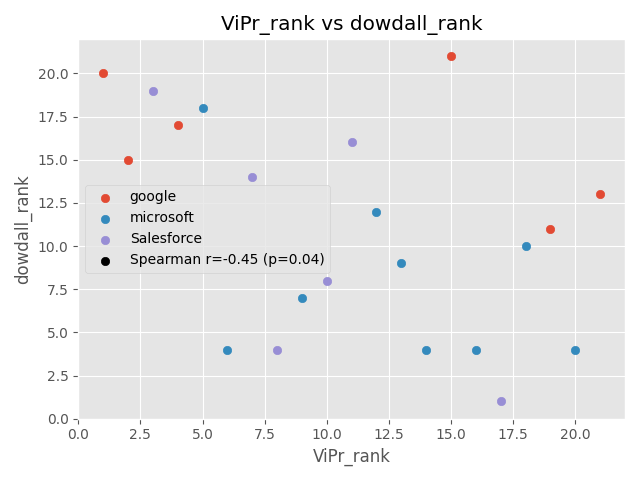 ViPr_rank vs dowdall_rank
dowdall_rank
20.0
17.5
15.0
12.5
10.0
7.5
5.0
2.5
0.0
google
microsoft
Salesforce
Spearman r=-0.45 (p=0.04)
0.0 2.5 5.0 7.5 10.0 12.5 15.0 17.5 20.0
ViPr_rank